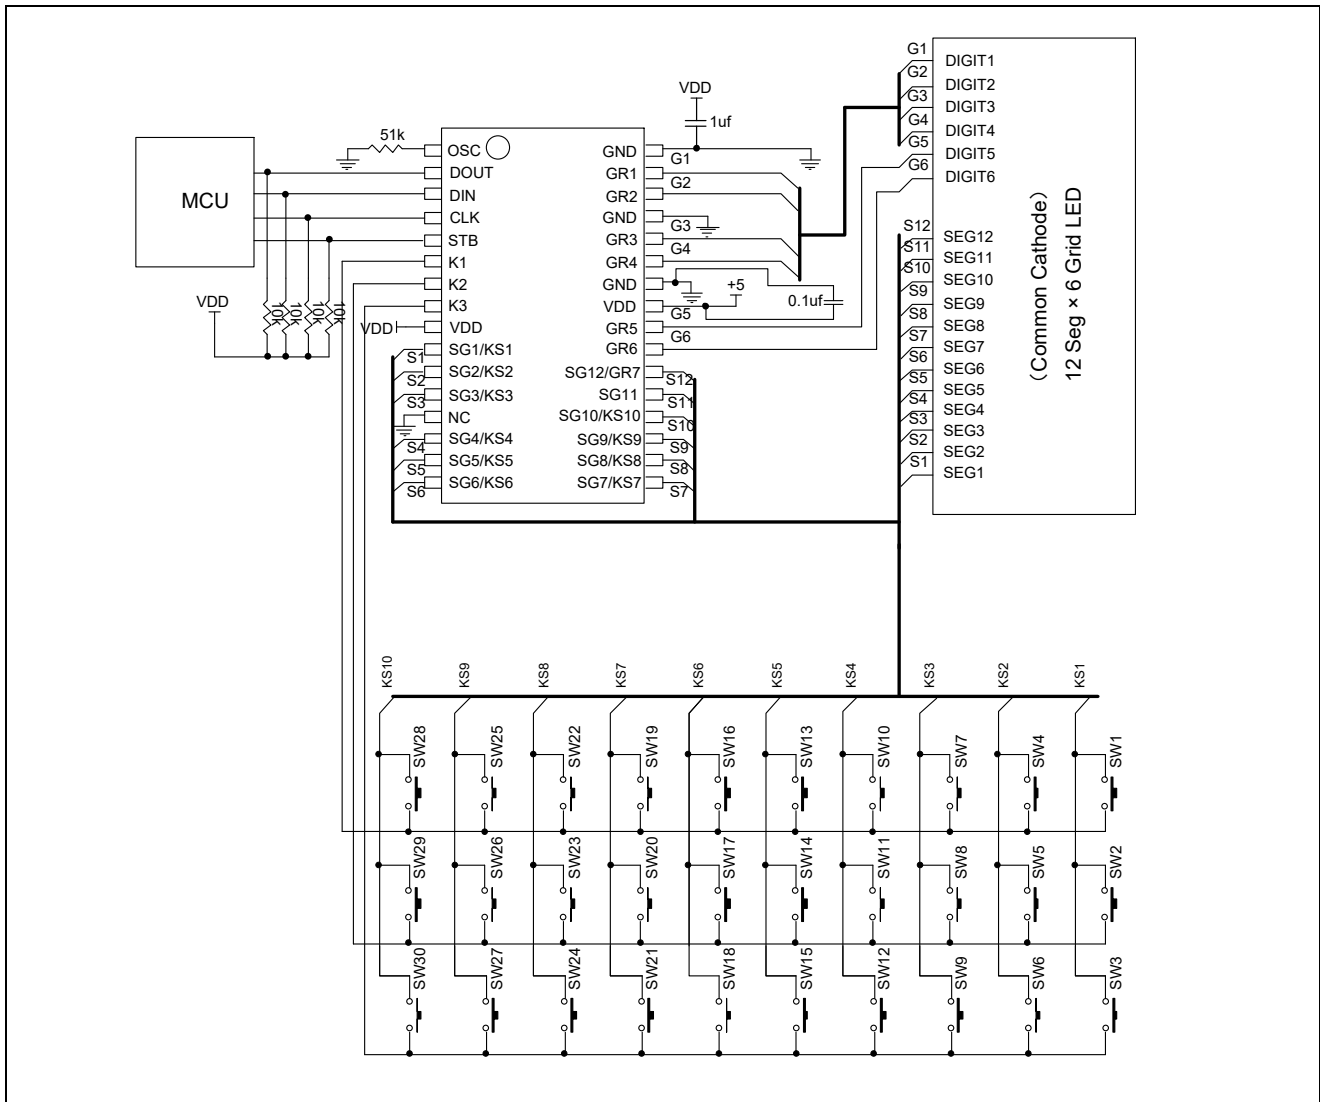 G1
DIGIT1
G2
DIGIT2
G3
DIGIT3
G4
DIGIT4
G5
DIGIT5
G6
DIGIT6
(Common Cathode)
12 Seg × 6 Grid LED
S12
SEG12
S11
SEG11
S10
SEG10
S9
SEG9
S8
SEG8
S7
SEG7
S6
SEG6
S5
SEG5
S4
SEG4
S3
SEG3
S2
SEG2
S1
SEG1
VDD
1uf
51k
MCU
OSC
DOUT
DIN
CLK
STB
K1
K2
K3
VDD
SG1/KS1
SG2/KS2
SG3/KS3
NC
SG4/KS4
SG5/KS5
SG6/KS6
GND
GR1
GR2
GND
GR3
GR4
GND
VDD
GR5
GR6
SG12/GR7
SG11
SG10/KS10
SG9/KS9
SG8/KS8
SG7/KS7
G1
G2
G3
G4
G5
G6
+5
0.1uf
VDD
10k
10k
10k
10k
VDD
S1
S2
S3
S4
S5
S6
S12
S11
S10
S9
S8
S7
KS10
KS9
KS8
KS7
KS6
KS5
KS4
KS3
KS2
KS1
SW28
SW25
SW22
SW19
SW16
SW13
SW10
SW7
SW4
SW1
SW29
SW26
SW23
SW20
SW17
SW14
SW11
SW8
SW5
SW2
SW30
SW27
SW24
SW21
SW18
SW15
SW12
SW9
SW6
SW3